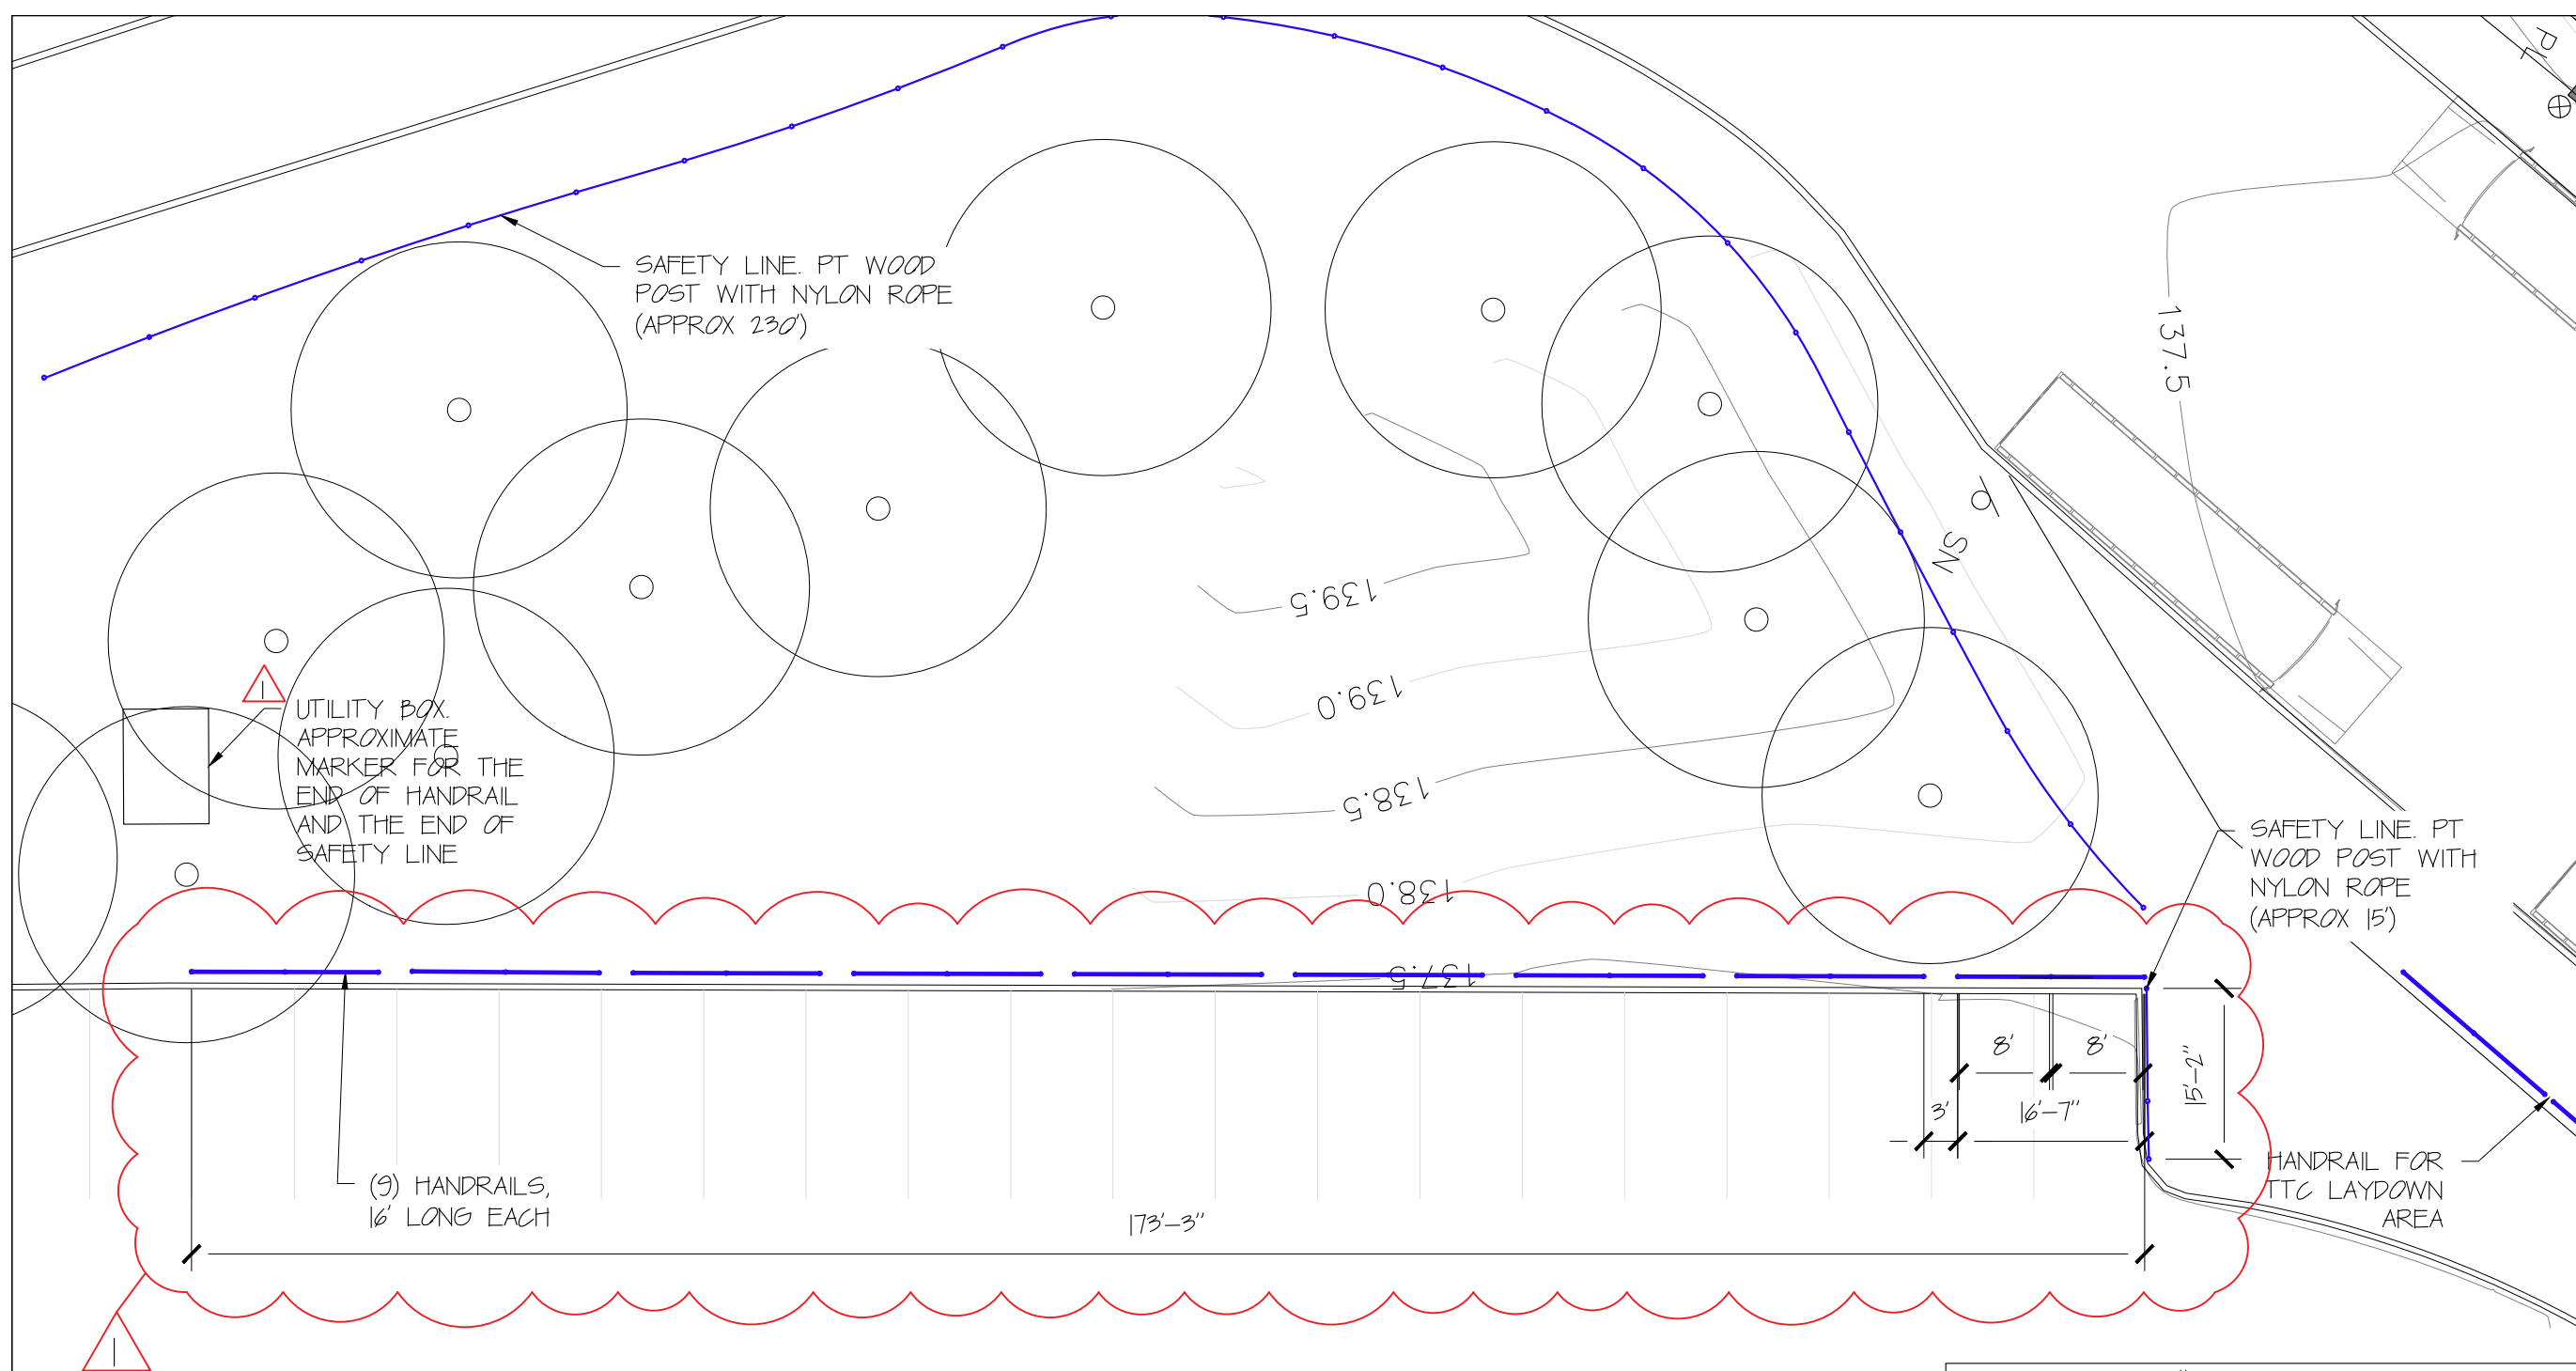 PL
SAFETY LINE. PT WOOD
POST WITH NYLON ROPE
(APPROX 230')
137.5
SN
139.5
139.0
138.5
138.0
137.5
1
UTILITY BOX.
APPROXIMATE
MARKER FOR THE
END OF HANDRAIL
AND THE END OF
SAFETY LINE
SAFETY LINE. PT
WOOD POST WITH
NYLON ROPE
(APPROX 15')
8'
8'
3'
16'-7"
15'-2"
(9) HANDRAILS,
16' LONG EACH
173'-3"
HANDRAIL FOR
TTC LAYDOWN
AREA
1